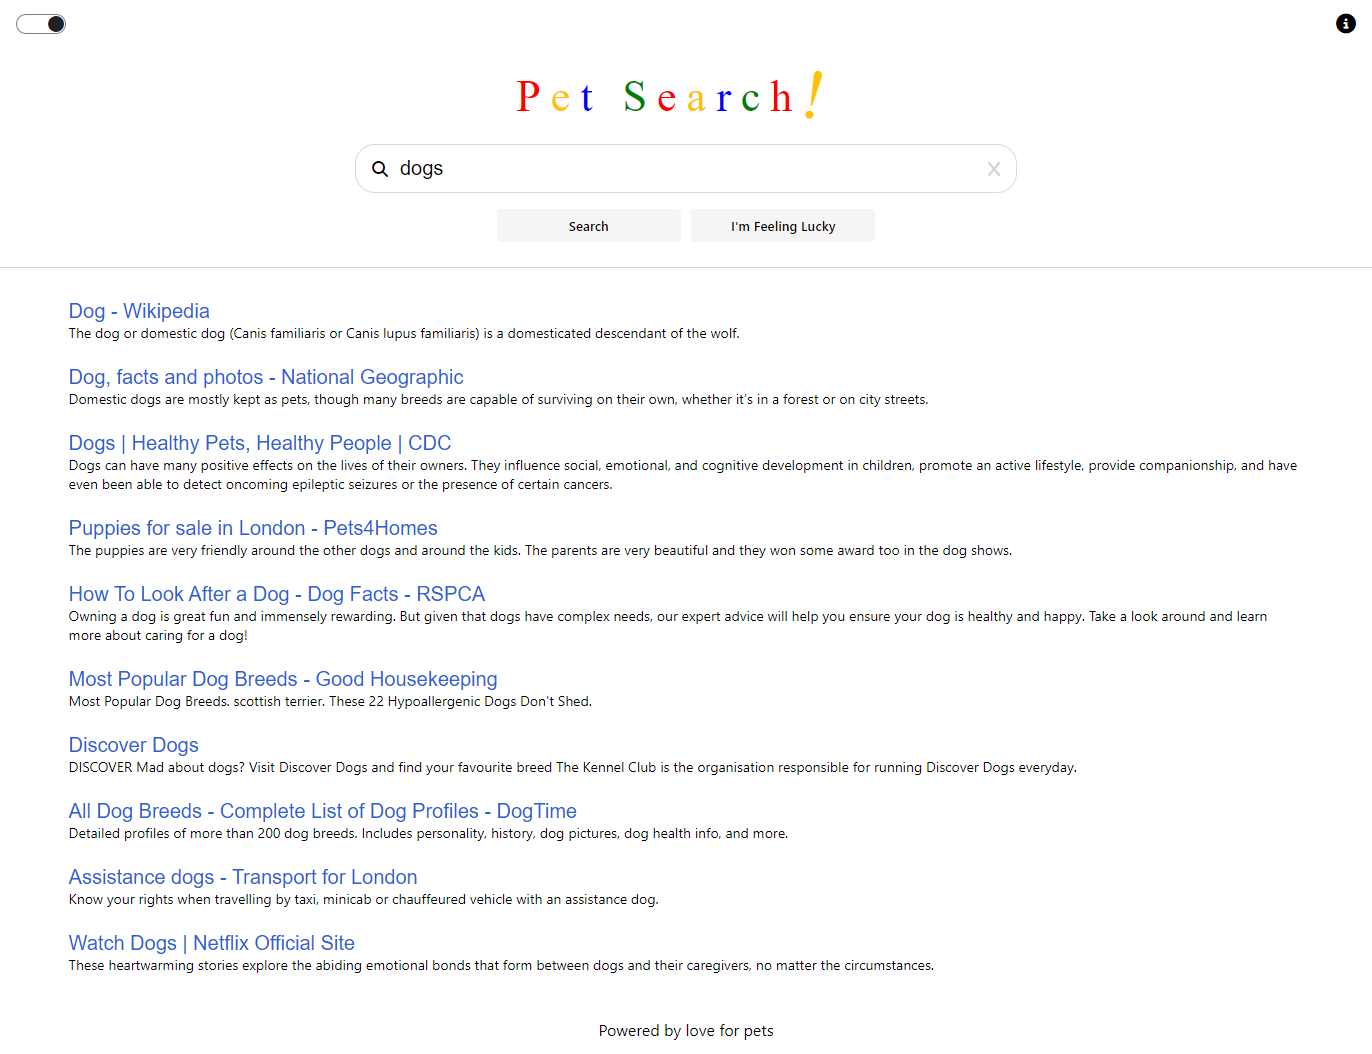 Pet Search!
dogs
Search
I'm Feeling Lucky
Dog - Wikipedia
The dog or domestic dog (Canis familiaris or Canis lupus familiaris) is a domesticated descendant of the wolf.
Dog, facts and photos - National Geographic
Domestic dogs are mostly kept as pets, though many breeds are capable of surviving on their own, whether it's in a forest or on city streets.
Dogs | Healthy Pets, Healthy People | CDC
Dogs can have many positive effects on the lives of their owners. They influence social, emotional, and cognitive development in children, promote an active lifestyle, provide companionship, and have
even been able to detect oncoming epileptic seizures or the presence of certain cancers.
Puppies for sale in London - Pets4Homes
The puppies are very friendly around the other dogs and around the kids. The parents are very beautiful and they won some award too in the dog shows.
How To Look After a Dog - Dog Facts - RSPCA
Owning a dog is great fun and immensely rewarding. But given that dogs have complex needs, our expert advice will help you ensure your dog is healthy and happy. Take a look around and learn
more about caring for a dog!
Most Popular Dog Breeds - Good Housekeeping
Most Popular Dog Breeds. scottish terrier. These 22 Hypoallergenic Dogs Don't Shed.
Discover Dogs
DISCOVER Mad about dogs? Visit Discover Dogs and find your favourite breed The Kennel Club is the organisation responsible for running Discover Dogs everyday.
All Dog Breeds - Complete List of Dog Profiles - DogTime
Detailed profiles of more than 200 dog breeds. Includes personality, history, dog pictures, dog health info, and more.
Assistance dogs - Transport for London
Know your rights when travelling by taxi, minicab or chauffeured vehicle with an assistance dog.
Watch Dogs | Netflix Official Site
These heartwarming stories explore the abiding emotional bonds that form between dogs and their caregivers, no matter the circumstances.
Powered by love for pets